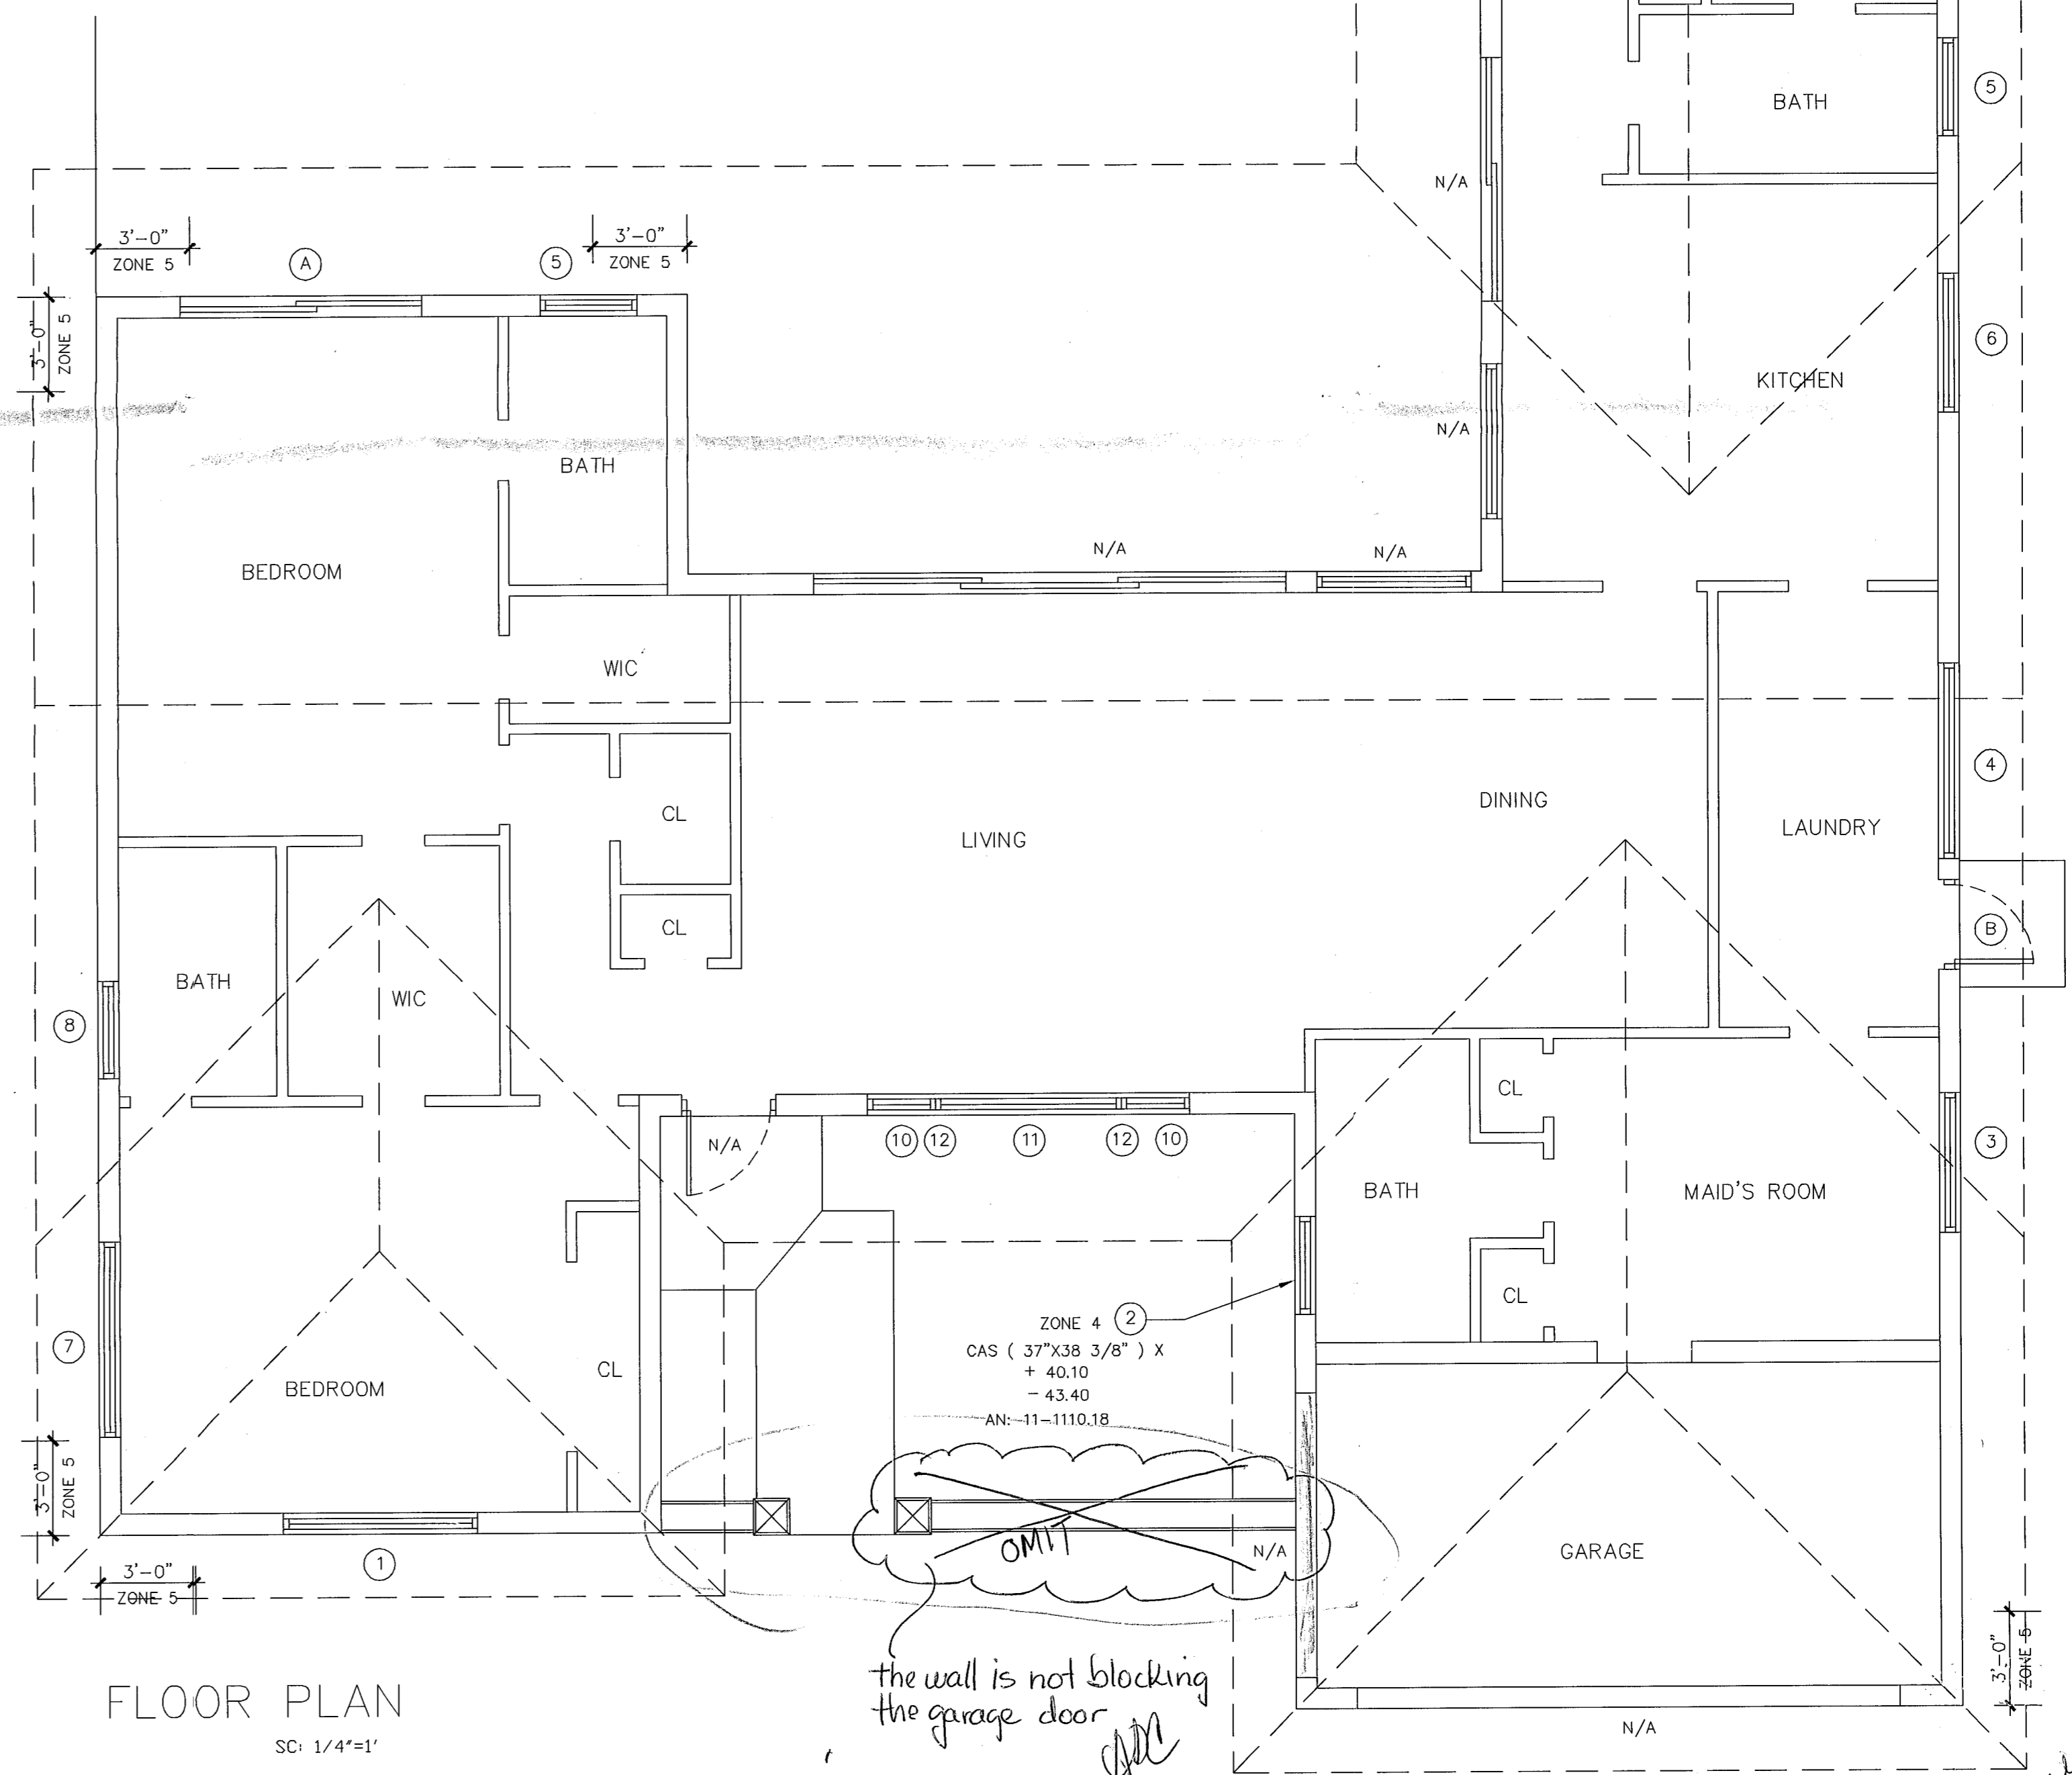 BATH
5
N/A
3'-0"
ZONE 5
A
5
3'-0"
ZONE 5
3'-0"
ZONE 5
6
KITCHEN
N/A
BATH
N/A
N/A
BEDROOM
WIC
4
DINING
CL
LAUNDRY
LIVING
CL
B
BATH
WIC
8
CL
10
12
11
12
10
3
N/A
BATH
MAID'S ROOM
CL
ZONE 4
2
7
CAS ( 37"X38 3/8" ) X
CL
+ 40.10
BEDROOM
- 43.40
AN: 11-1110.18
3'-0"
ZONE 5
OMIT
N/A
GARAGE
1
3'-0"
ZONE 5
the wall is not blocking
the garage door
3'-0"
ZONE 5
FLOOR PLAN
N/A
SC: 1/4"=1'